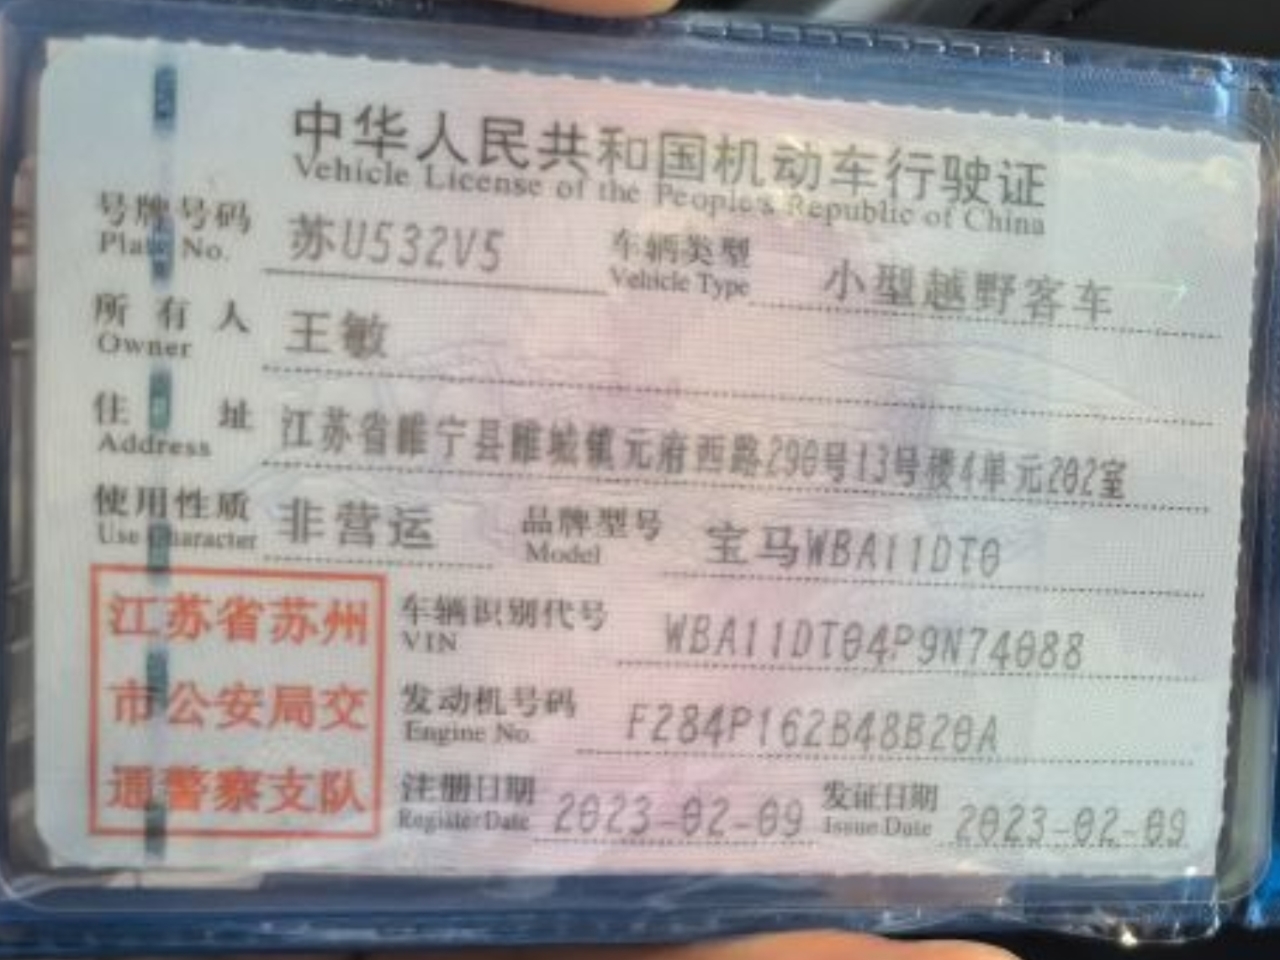 中华人民共和国机动车行驶证
Vehicle License of the People's Republic of China
号牌号码 苏U532V5 车辆类型 小型越野客车
Plate No. Vehicle Type
所有人 王敏
Owner
住址 江苏省睢宁县睢城镇元府西路290号13号楼4单元202室
Address
使用性质 非营运 品牌型号 宝马WBA11DT0
Use Character Model
江苏省苏州
市公安局交
通警察支队
车辆识别代号 WBA11DT04P9N74088
VIN
发动机号码 F284P162B48B20A
Engine No.
注册日期 2023-02-09 发证日期 2023-02-09
Register Date Issue Date